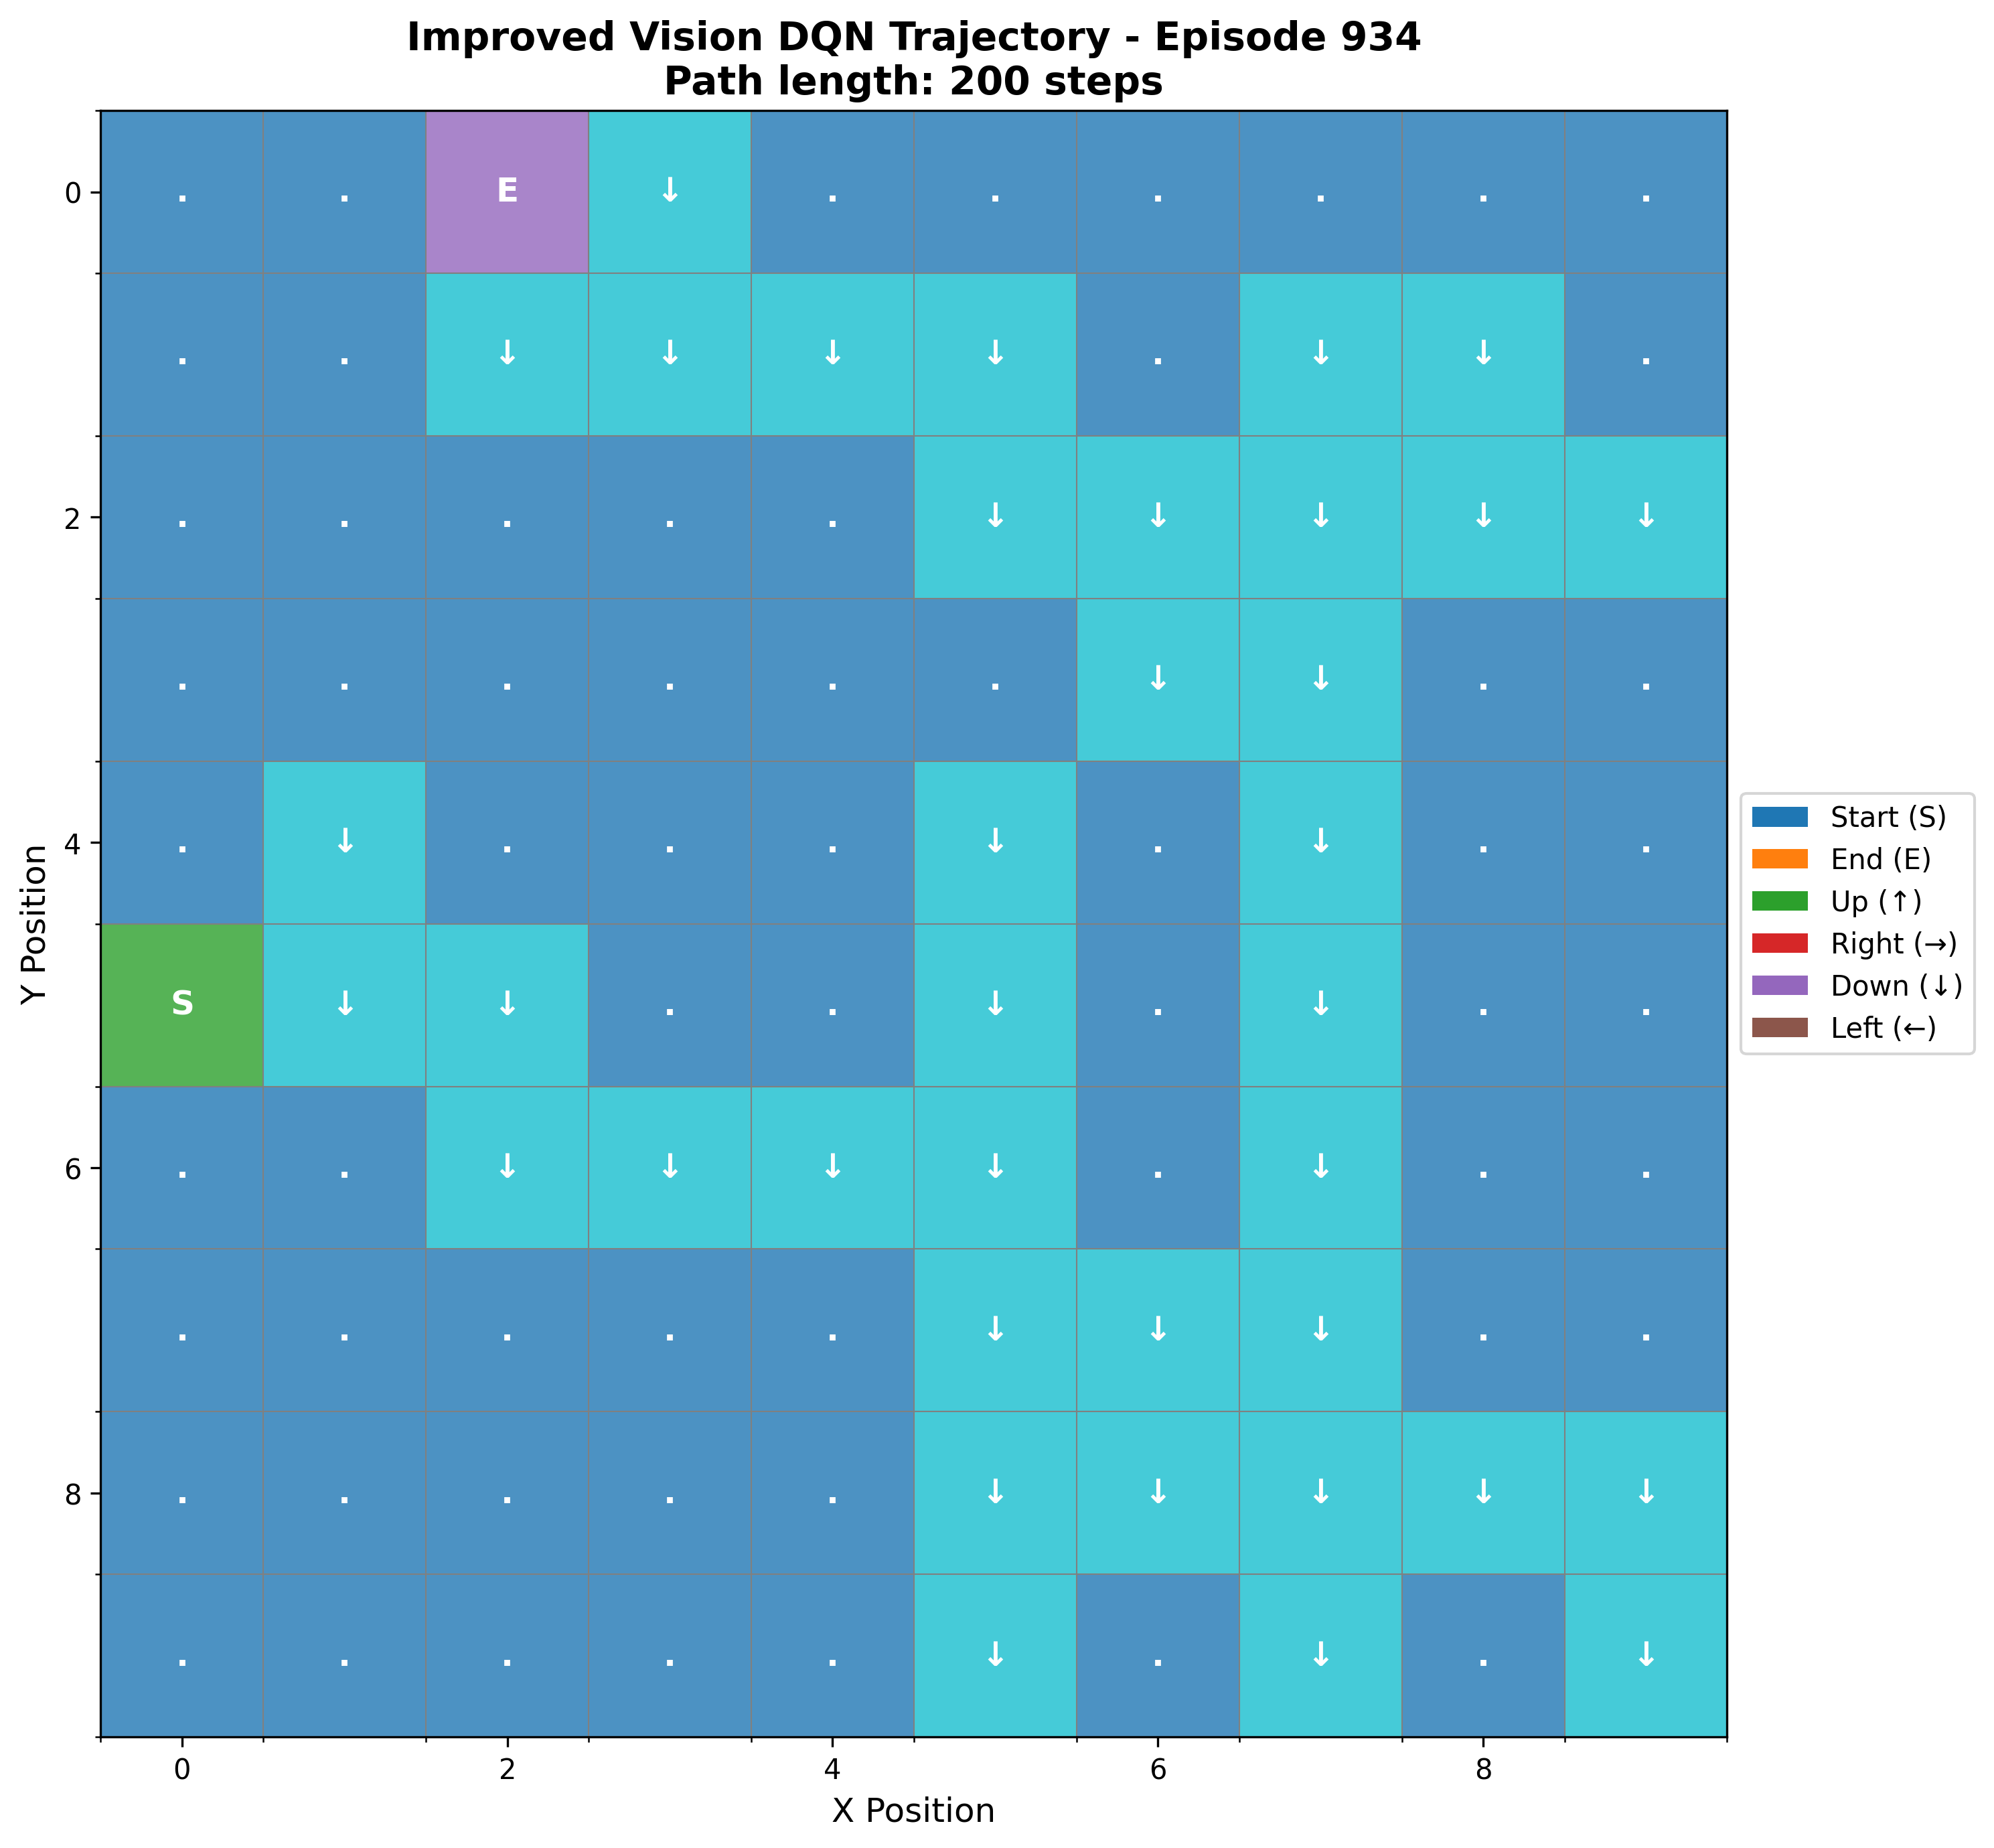 Improved Vision DQN Trajectory - Episode 934
Path length: 200 steps
0 . . E ↓ . . . . . .
. . ↓ ↓ ↓ ↓ . ↓ ↓ .
2 . . . . . ↓ ↓ ↓ ↓ ↓
. . . . . . ↓ ↓ . .
4 . ↓ . . . ↓ . ↓ . .
S ↓ ↓ . . ↓ . ↓ . .
6 . . ↓ ↓ ↓ ↓ . ↓ . .
. . . . . ↓ ↓ ↓ . .
8 . . . . . ↓ ↓ ↓ ↓ ↓
. . . . . ↓ . ↓ . ↓
0 2 4 6 8
X Position
Y Position
Start (S)
End (E)
Up (↑)
Right (→)
Down (↓)
Left (←)